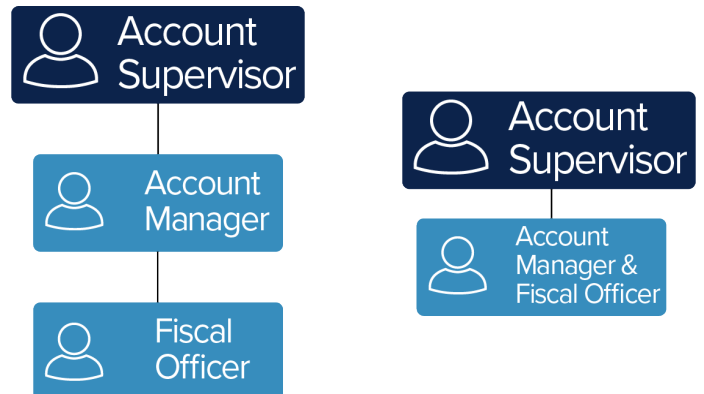 Account
Supervisor
Account
Manager
Fiscal
Officer
Account
Supervisor
Account
Manager &
Fiscal Officer